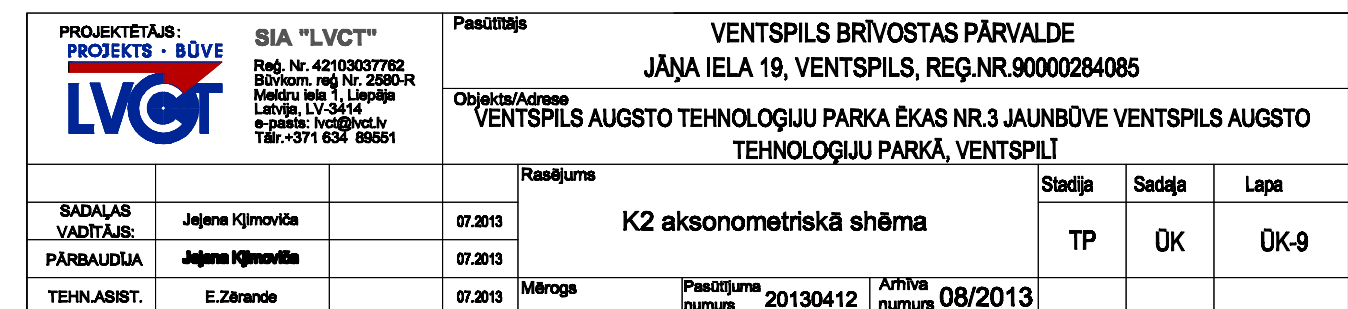 PROJEKTĒTĀJS:
PROJEKTS · BŪVE
LVCT
SIA "LVCT"
Reģ. Nr. 42103037762
Būvkom. reģ Nr. 2580-R
Meldru iela 1, Liepāja
Latvija, LV-3414
e-pasts: lvct@lvct.lv
Tālr.+371 634 89551
Pasūtītājs
VENTSPILS BRĪVOSTAS PĀRVALDE
JĀŅA IELA 19, VENTSPILS, REĢ.NR.90000284085
Objekts/Adrese
VENTSPILS AUGSTO TEHNOLOĢIJU PARKA ĒKAS NR.3 JAUNBŪVE VENTSPILS AUGSTO
TEHNOLOĢIJU PARKĀ, VENTSPILĪ
Rasējums
K2 aksonometriskā shēma
Stadija Sadaļa Lapa
TP ŪK ŪK-9
SADAĻAS
VADĪTĀJS: Jeļena Kļimoviča 07.2013
PĀRBAUDĪJA Jeļena Kļimoviča 07.2013
TEHN.ASIST. E.Zērande 07.2013
Mērogs
Pasūtījuma
numurs 20130412
Arhīva
numurs 08/2013